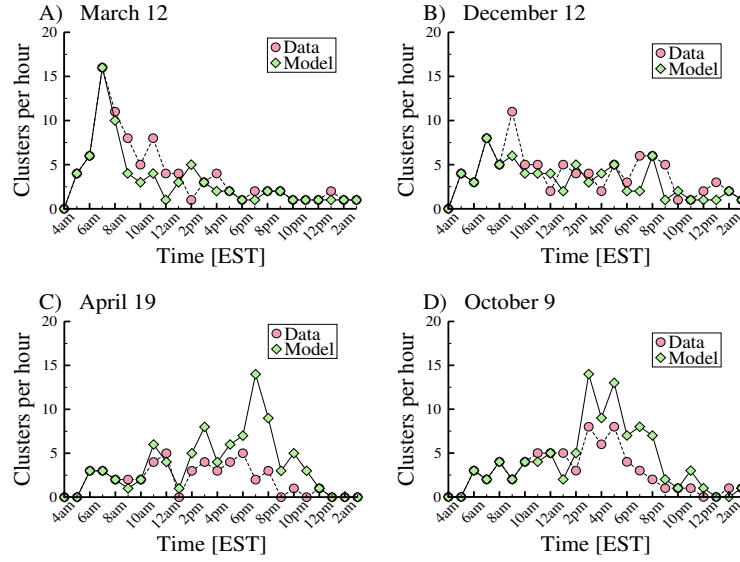 A) March 12
Clusters per hour
20
15
10
5
0
Data
Model
4am 6am 8am 10am 12am 2pm 4pm 6pm 8pm 10pm 12pm 2am
Time [EST]
B) December 12
Clusters per hour
20
15
10
5
0
Data
Model
4am 6am 8am 10am 12am 2pm 4pm 6pm 8pm 10pm 12pm 2am
Time [EST]
C) April 19
Clusters per hour
20
15
10
5
0
Data
Model
4am 6am 8am 10am 12am 2pm 4pm 6pm 8pm 10pm 12pm 2am
Time [EST]
D) October 9
Clusters per hour
20
15
10
5
0
Data
Model
4am 6am 8am 10am 12am 2pm 4pm 6pm 8pm 10pm 12pm 2am
Time [EST]